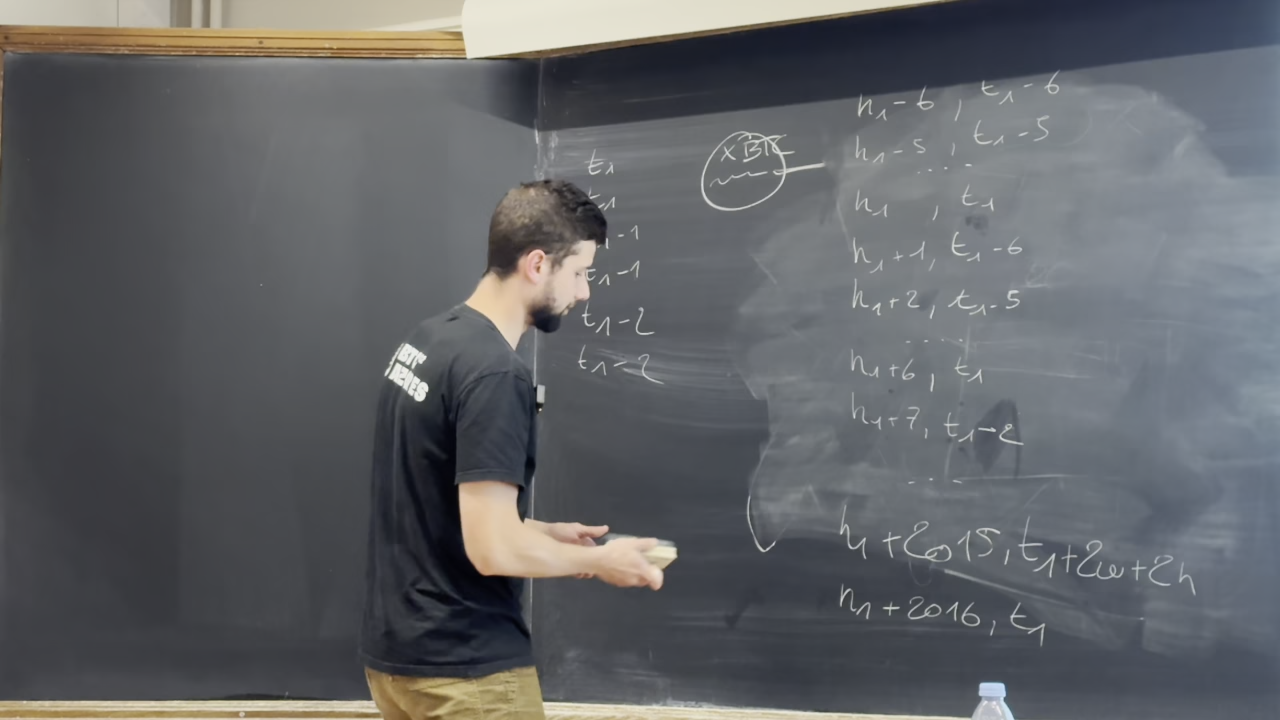 t₁
t₁
-1
t₁-1
t₁-2
t₁-2
XBTC
h₁-6, t₁-6
h₁-5, t₁-5
....
h₁, t₁
h₁+1, t₁-6
h₁+2, t₁-5
....
h₁+6, t₁
h₁+7, t₁-2
...
h₁+2015, t₁+2w+2h
h₁+2016, t₁